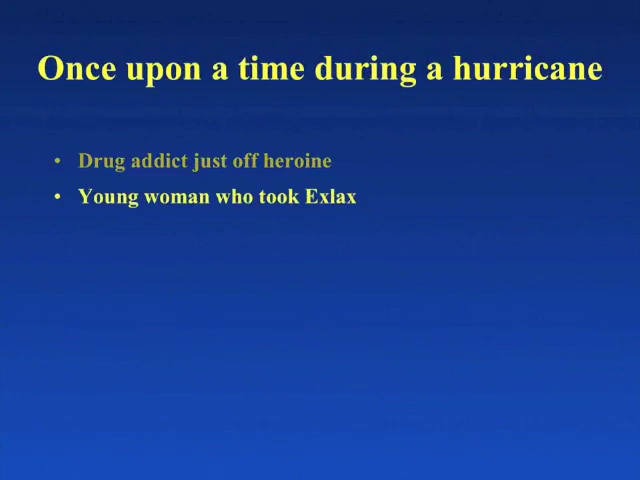 Once upon a time during a hurricane
• Drug addict just off heroine
• Young woman who took Exlax